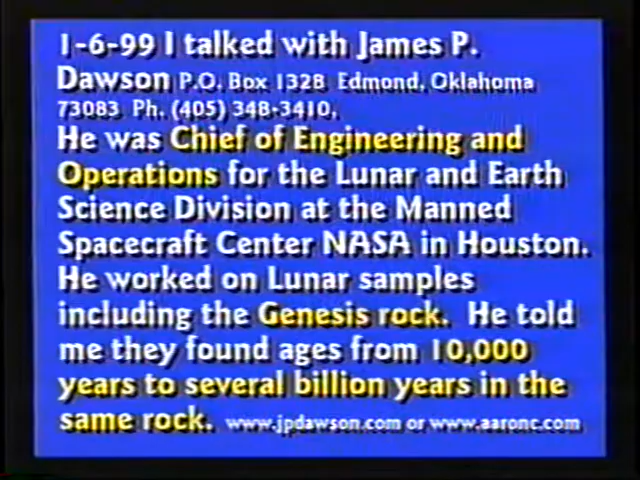 1-6-99 I talked with James P.
Dawson P.O. Box 1328 Edmond, Oklahoma
73083 Ph. (405) 348-3410,
He was Chief of Engineering and
Operations for the Lunar and Earth
Science Division at the Manned
Spacecraft Center NASA in Houston.
He worked on Lunar samples
including the Genesis rock. He told
me they found ages from 10,000
years to several billion years in the
same rock. www.jpdawson.com or www.aaronc.com